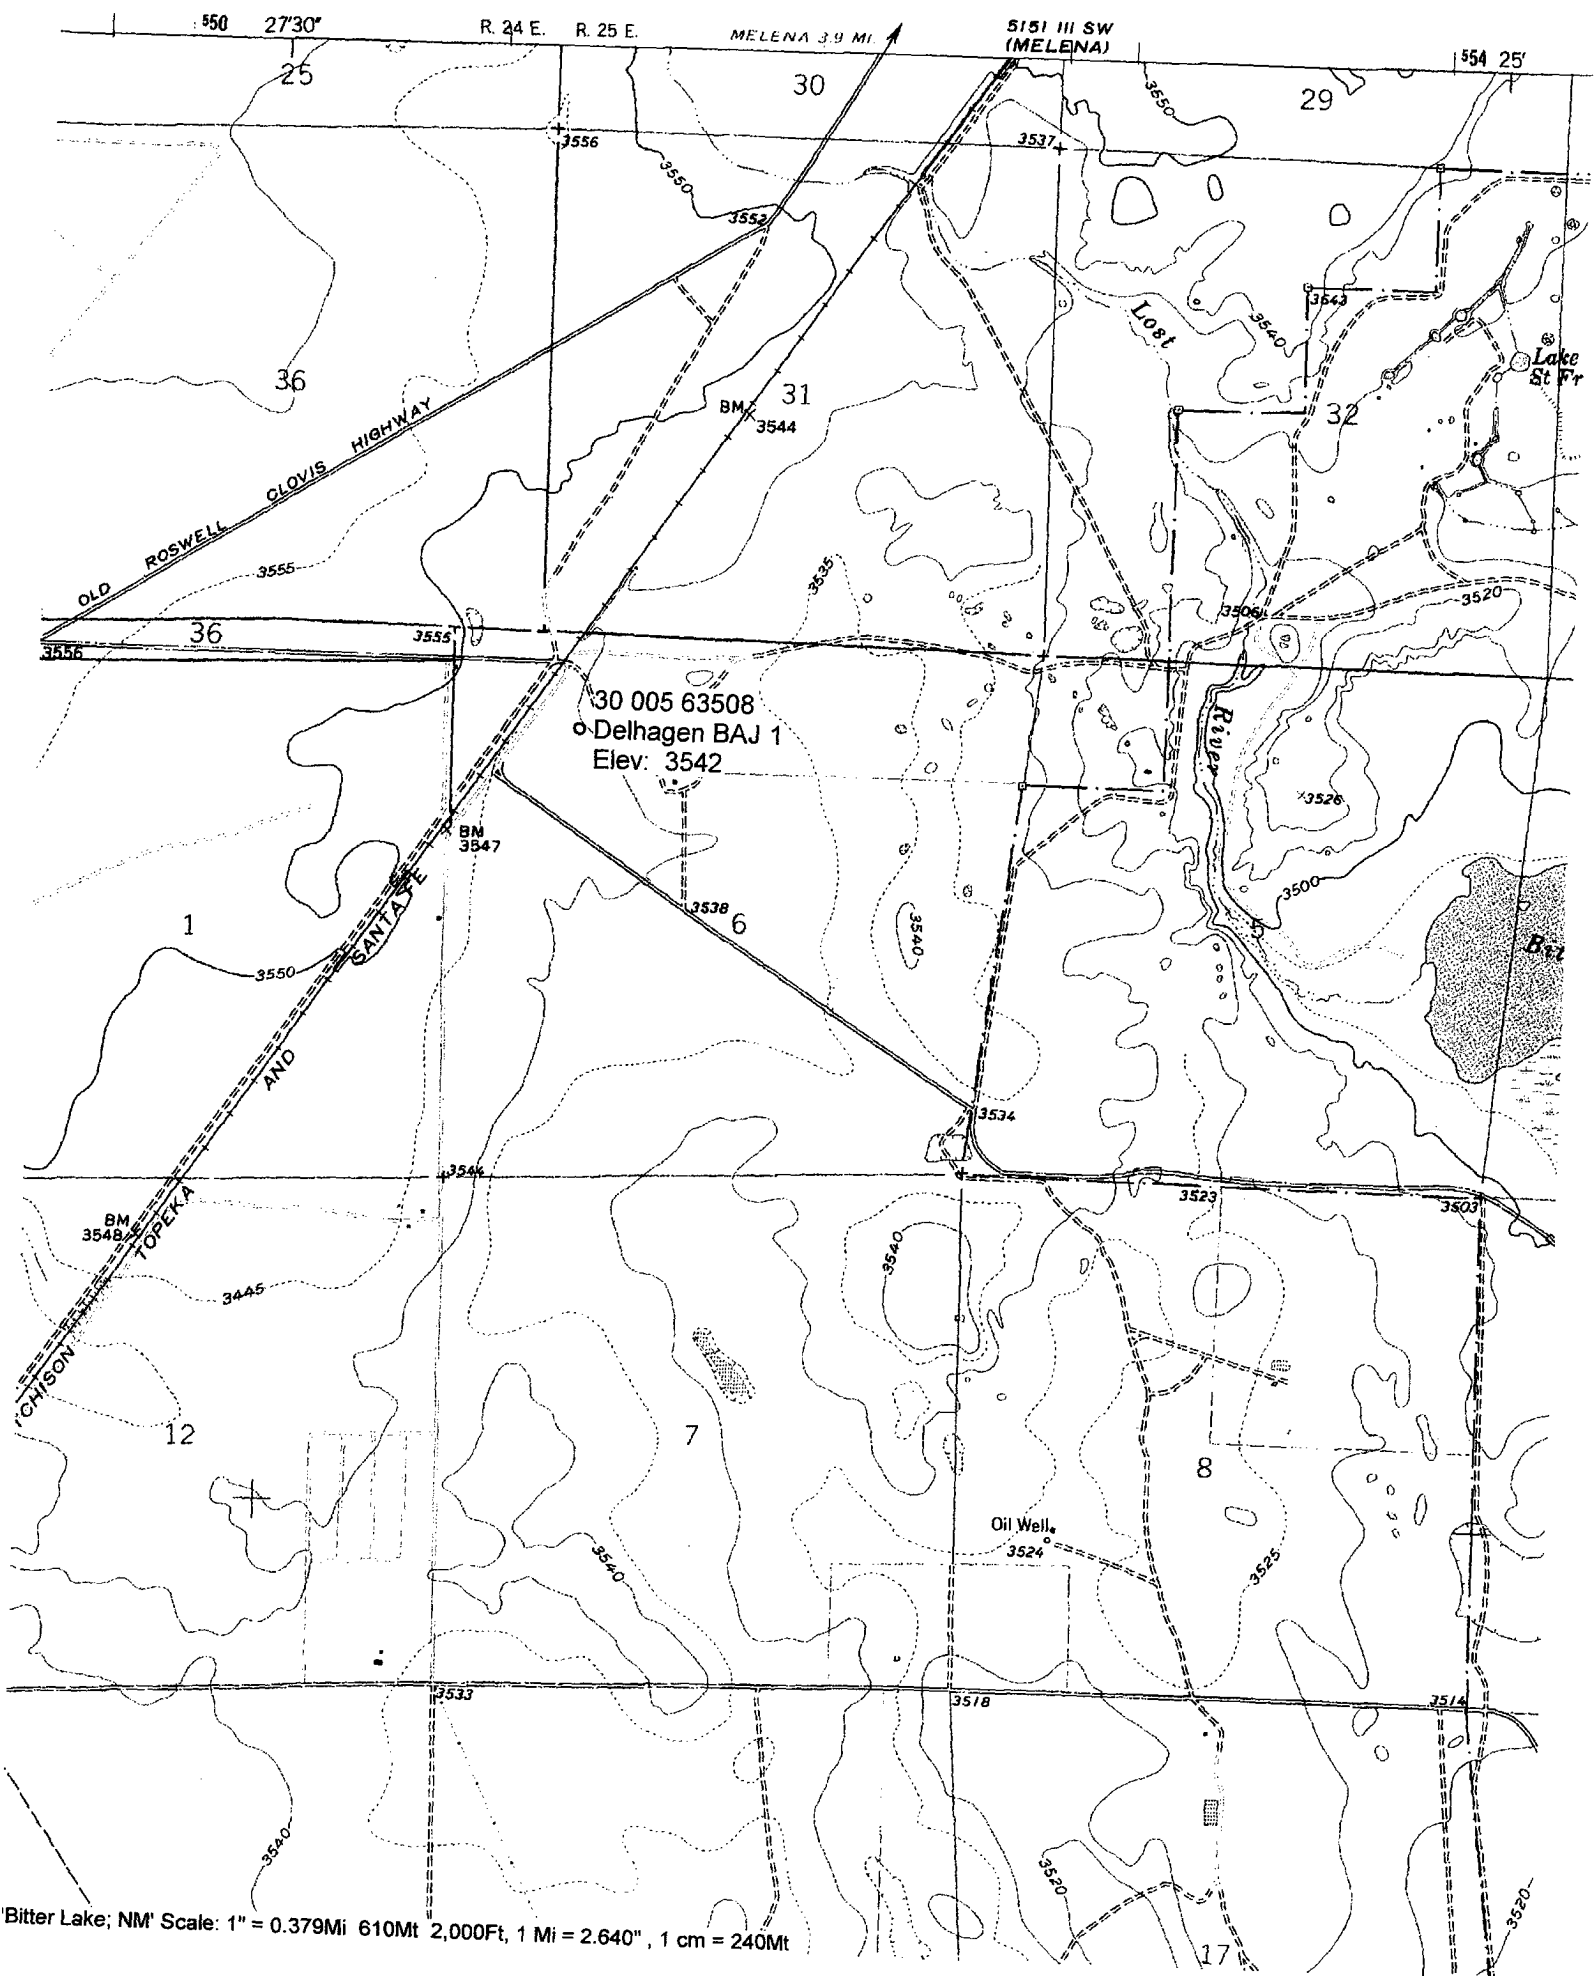 550 27'30" R. 24 E. R. 25 E. MELENA 3.9 MI. 5151 III SW
(MELENA) 554 25'
25 30 3550 29
3556 3537
3550
3552
3543
Lost 3540
Lake
St Fr
36 31 32
BM
3544
OLD ROSWELL CLOVIS HIGHWAY
3555 3535
3506 3520
36 3555
3556
30 005 63508
Delhagen BAJ 1
Elev: 3542
River
3526
BM
3547
3500
1 3538 6 3540 5
SANTA FE
3550
AND
3534
3544
3523 3503
BM
3548
TOPEKA
3540
3445
CHISON
12 7 8
Oil Well
3524
3540 3525
3533 3518 3514
3540 3520 3520
'Bitter Lake; NM' Scale: 1" = 0.379Mi 610Mt 2,000Ft, 1 Mi = 2.640" , 1 cm = 240Mt
17